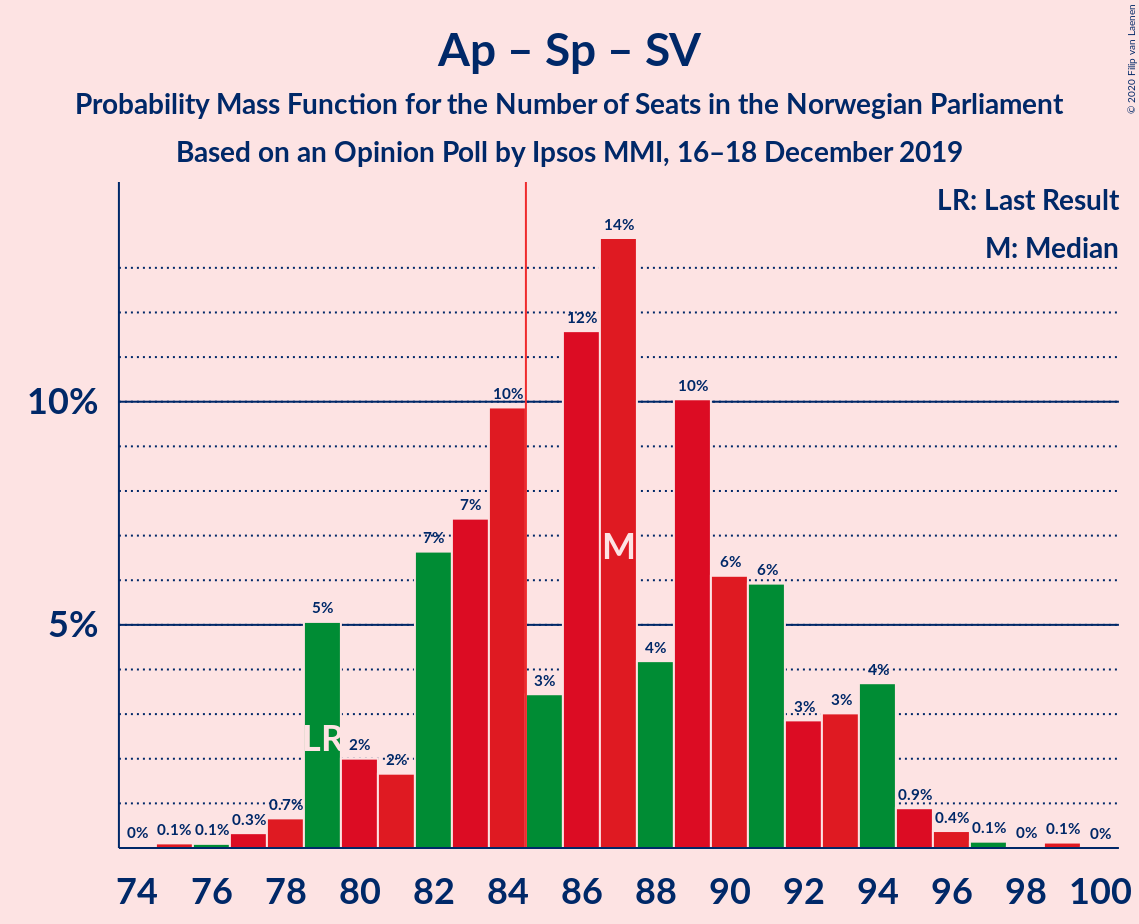 Ap – Sp – SV
Probability Mass Function for the Number of Seats in the Norwegian Parliament
Based on an Opinion Poll by Ipsos MMI, 16–18 December 2019
© 2020 Filip van Laenen
LR: Last Result
M: Median
10%
5%
0% 0.1% 0.1% 0.3% 0.7% 5% 2% 2% 7% 7% 10% 3% 12% 14% 4% 10% 6% 6% 3% 3% 4% 0.9% 0.4% 0.1% 0% 0.1% 0%
LR
M
74 76 78 80 82 84 86 88 90 92 94 96 98 100